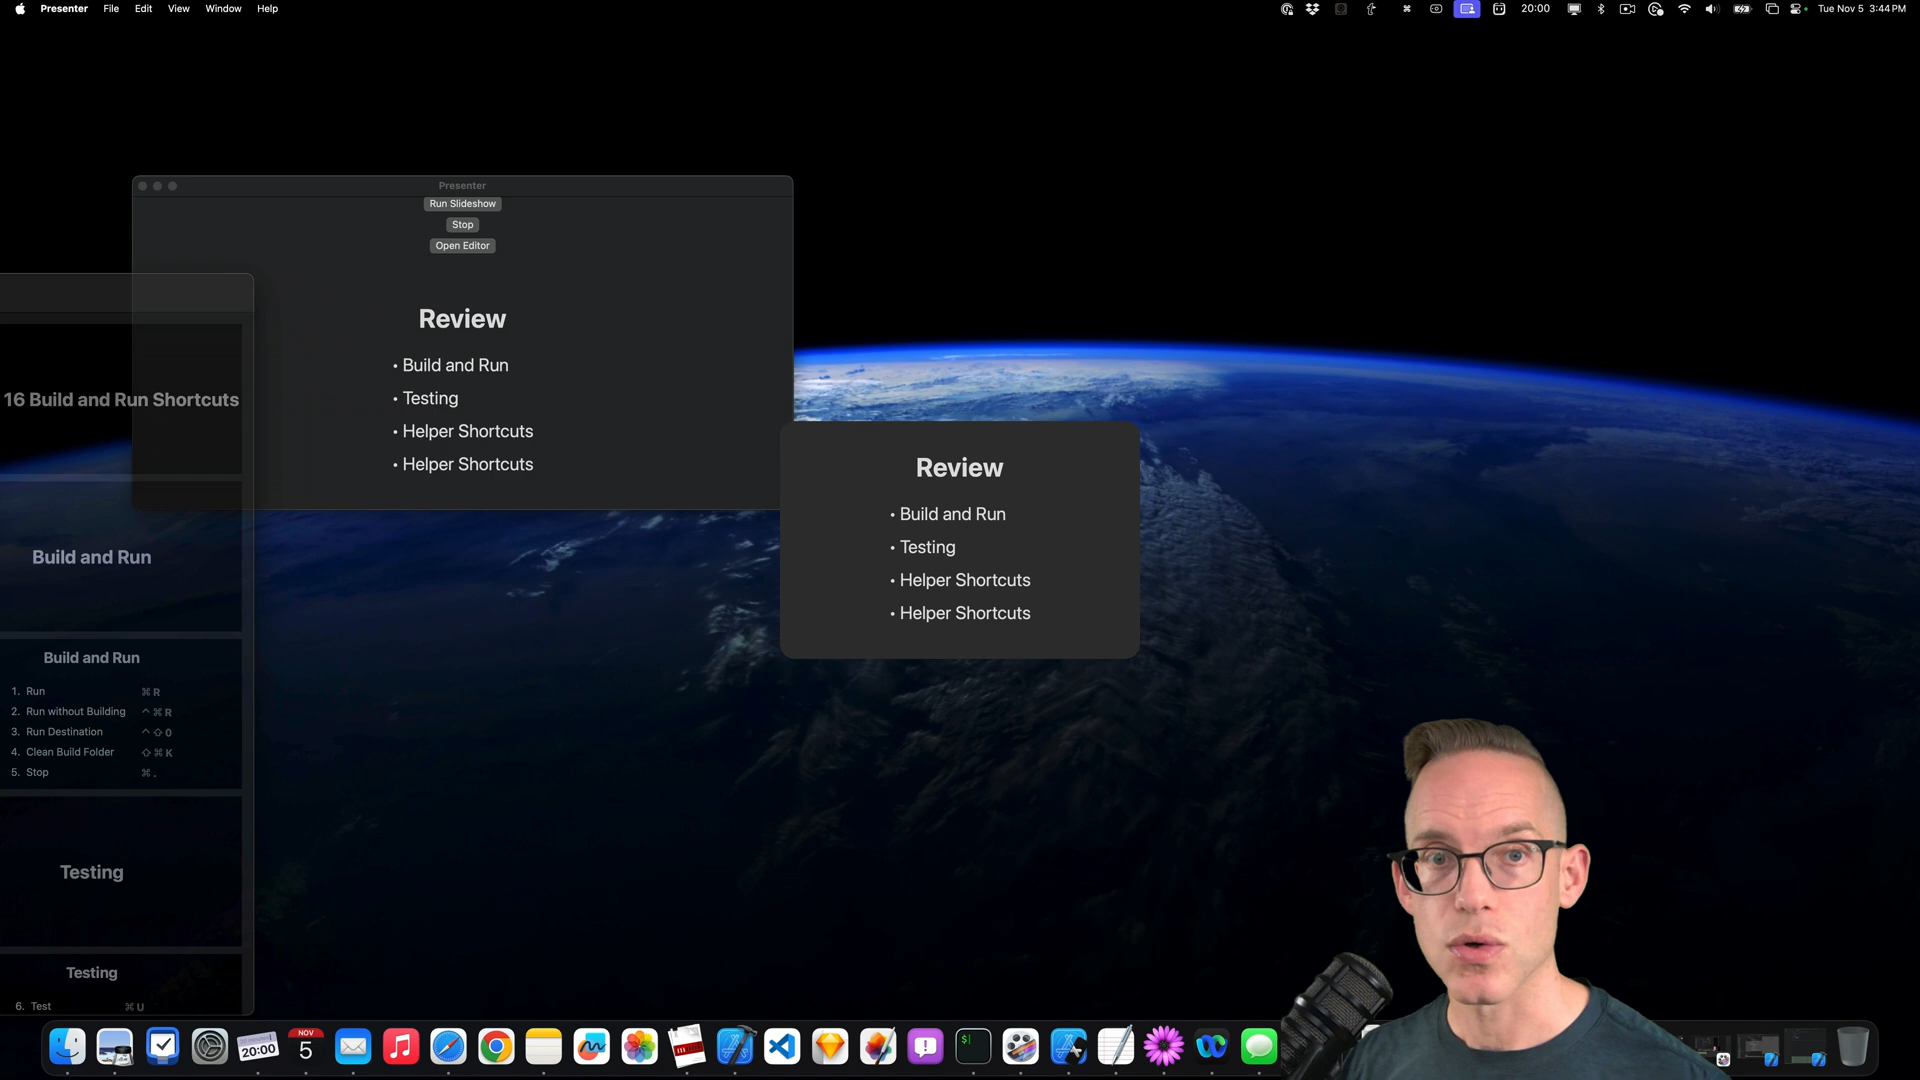 Presenter File Edit View Window Help
20:00
Tue Nov 5 3:44 PM
Presenter
Run Slideshow
Stop
Open Editor
Review
• Build and Run
• Testing
• Helper Shortcuts
• Helper Shortcuts
16 Build and Run Shortcuts
Build and Run
Build and Run
1. Run ⌘ R
2. Run without Building ^ ⌘ R
3. Run Destination ^ ⇧ 0
4. Clean Build Folder ⇧ ⌘ K
5. Stop ⌘ .
Testing
Testing
6. Test ⌘ U
Review
• Build and Run
• Testing
• Helper Shortcuts
• Helper Shortcuts
20:00
NOV
5
$